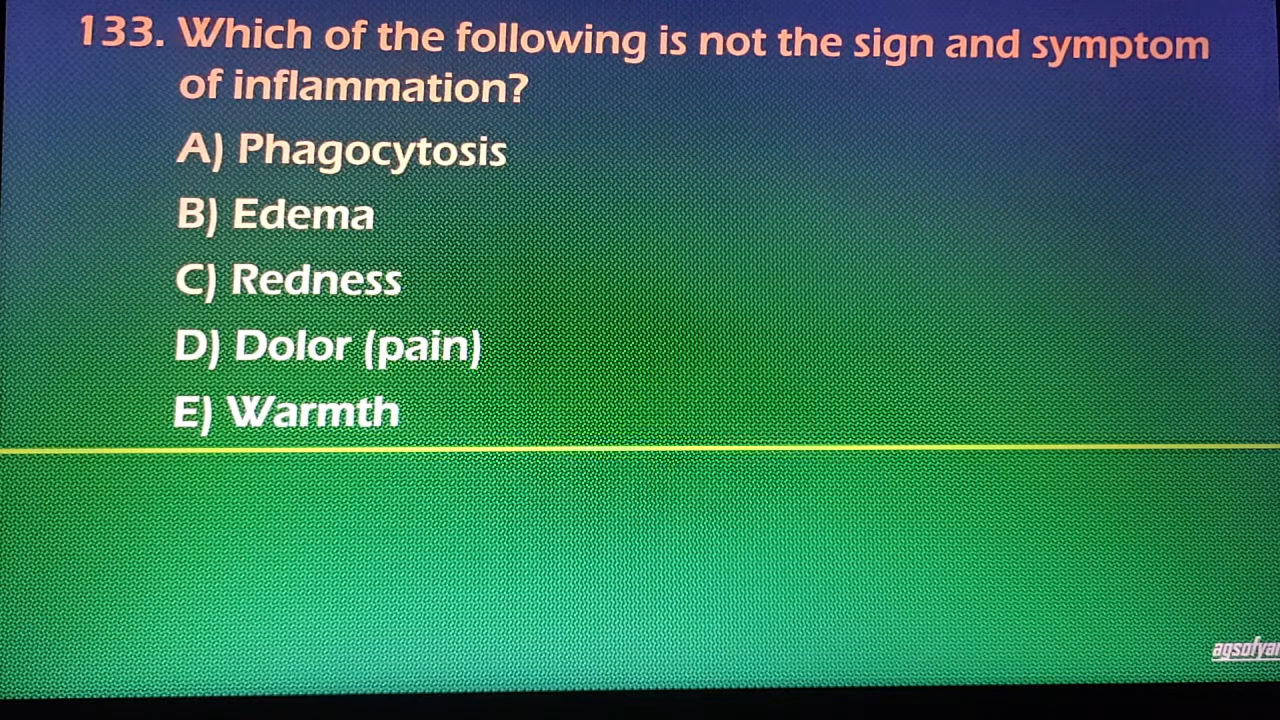 133. Which of the following is not the sign and symptom
of inflammation?
A) Phagocytosis
B) Edema
C) Redness
D) Dolor (pain)
E) Warmth